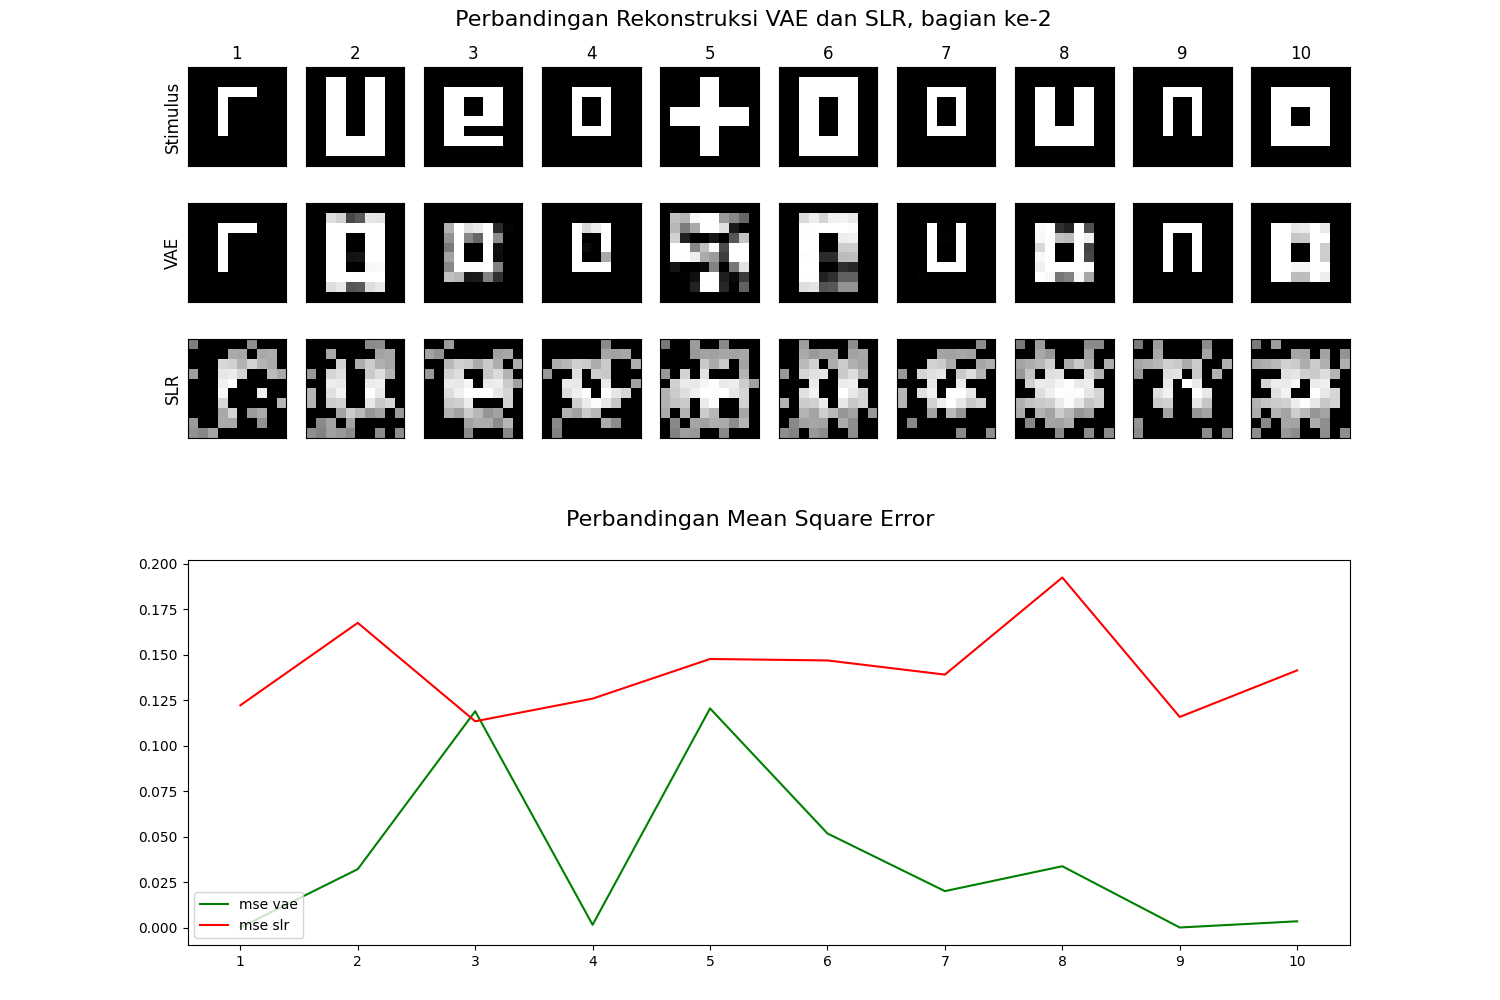 Perbandingan Rekonstruksi VAE dan SLR, bagian ke-2
1 2 3 4 5 6 7 8 9 10
Stimulus
VAE
SLR
Perbandingan Mean Square Error
0.200
0.175
0.150
0.125
0.100
0.075
0.050
0.025
0.000
mse vae
mse slr
1 2 3 4 5 6 7 8 9 10